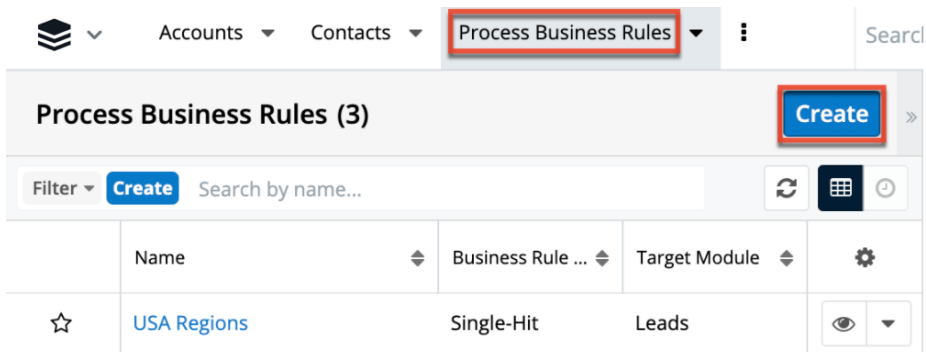 Accounts Contacts Process Business Rules
Process Business Rules (3) Create
Filter Create Search by name...
Name Business Rule ... Target Module
USA Regions Single-Hit Leads